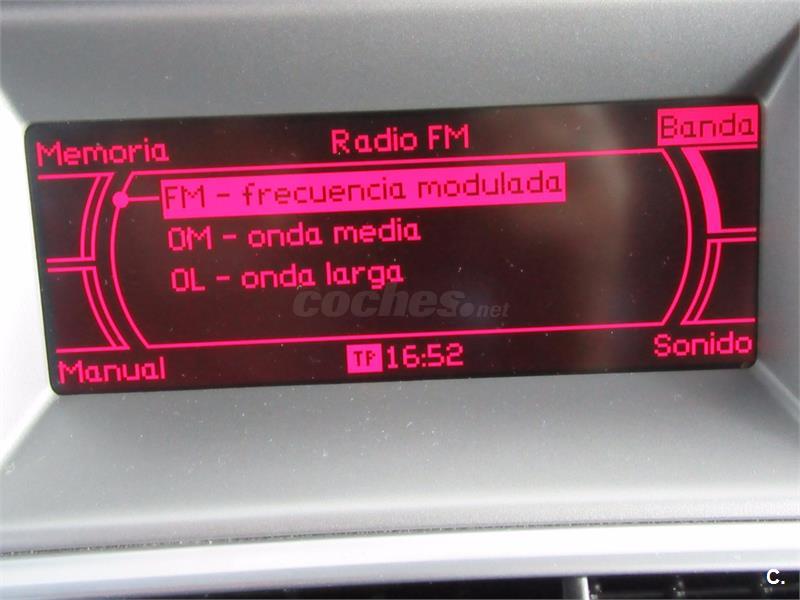 Memoria
Radio FM
Banda
FM - frecuencia modulada
OM - onda media
OL - onda larga
coches.net
Manual
TP 16:52
Sonido
C.